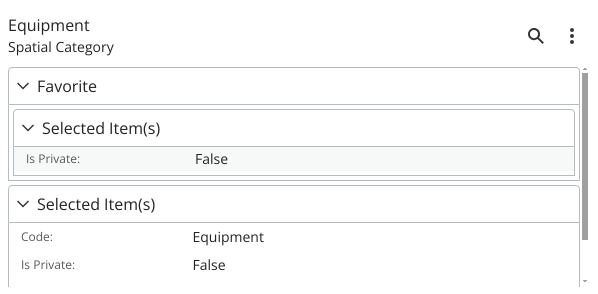 Equipment
Spatial Category
Favorite
Selected Item(s)
Is Private: False
Selected Item(s)
Code: Equipment
Is Private: False